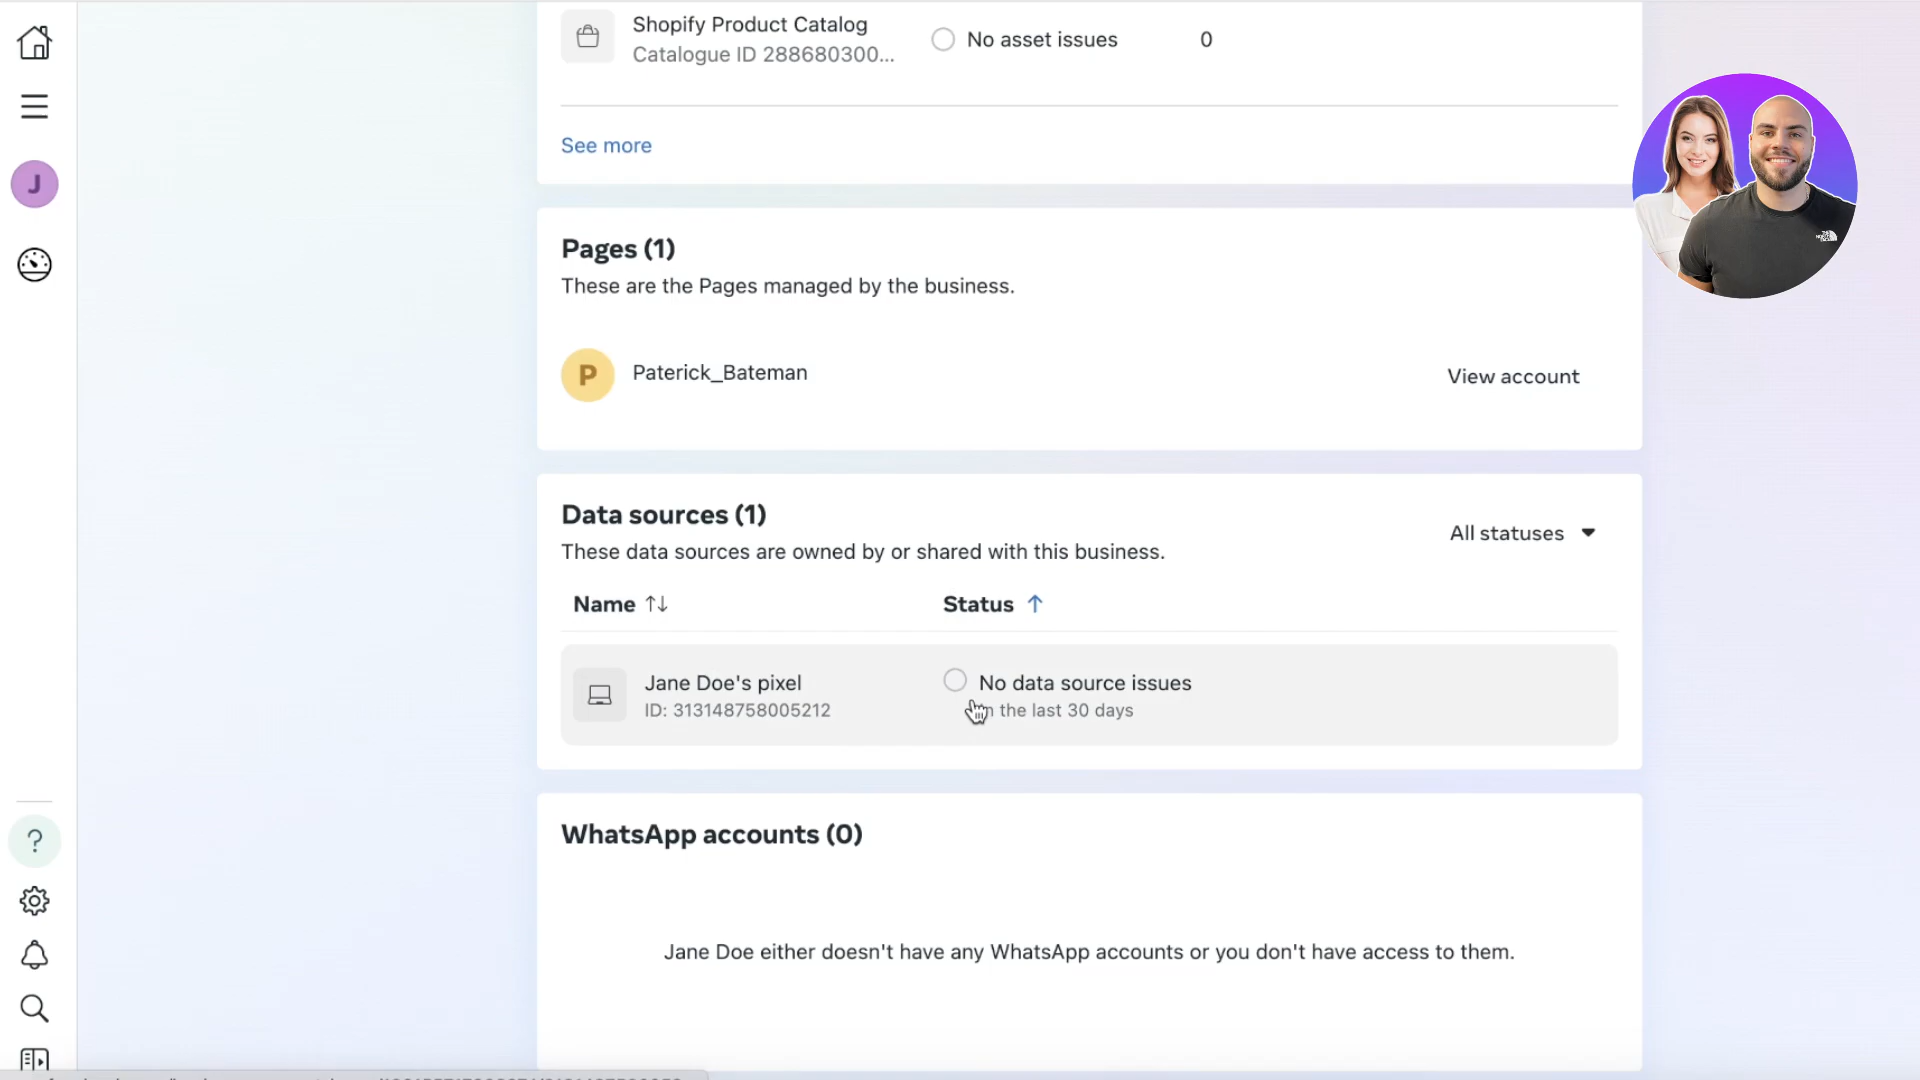 Shopify Product Catalog
Catalogue ID 288680300...
No asset issues
0
See more
J
Pages (1)
These are the Pages managed by the business.
P
Paterick_Bateman
View account
Data sources (1)
These data sources are owned by or shared with this business.
All statuses
Name
Status
Jane Doe's pixel
ID: 313148758005212
No data source issues
the last 30 days
WhatsApp accounts (0)
Jane Doe either doesn't have any WhatsApp accounts or you don't have access to them.
?
THE NORTH FACE